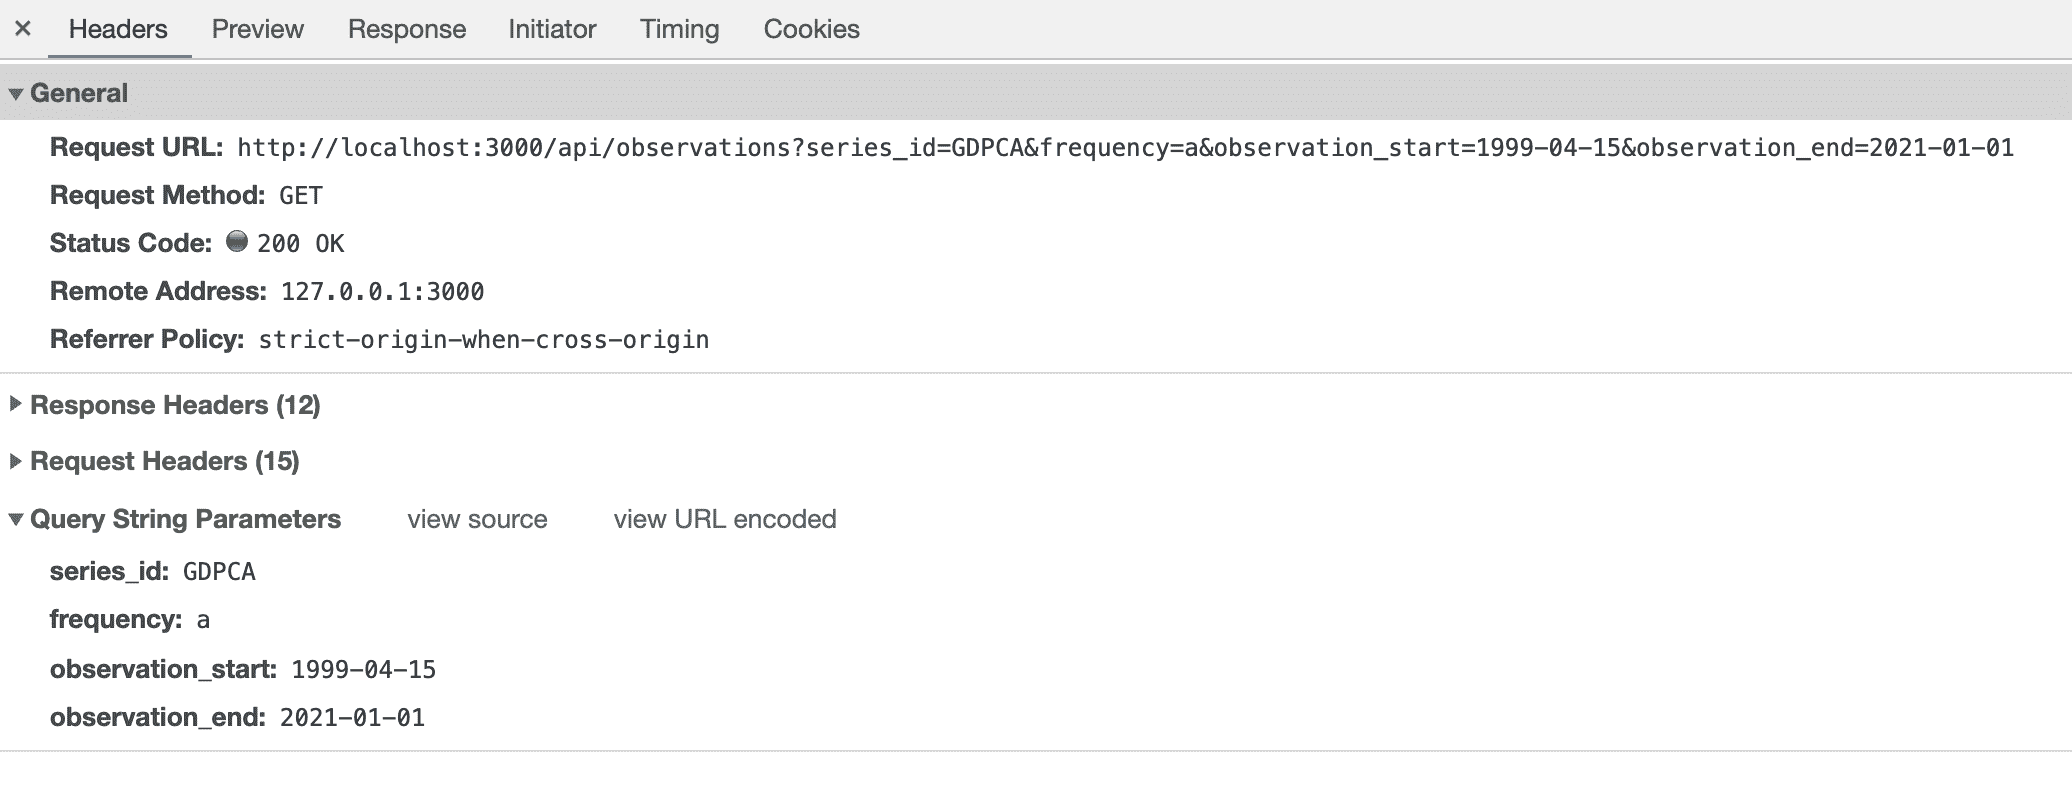 × Headers Preview Response Initiator Timing Cookies
▼ General
Request URL: http://localhost:3000/api/observations?series_id=GDPCA&frequency=a&observation_start=1999-04-15&observation_end=2021-01-01
Request Method: GET
Status Code: 200 OK
Remote Address: 127.0.0.1:3000
Referrer Policy: strict-origin-when-cross-origin
Response Headers (12)
Request Headers (15)
Query String Parameters view source view URL encoded
series_id: GDPCA
frequency: a
observation_start: 1999-04-15
observation_end: 2021-01-01